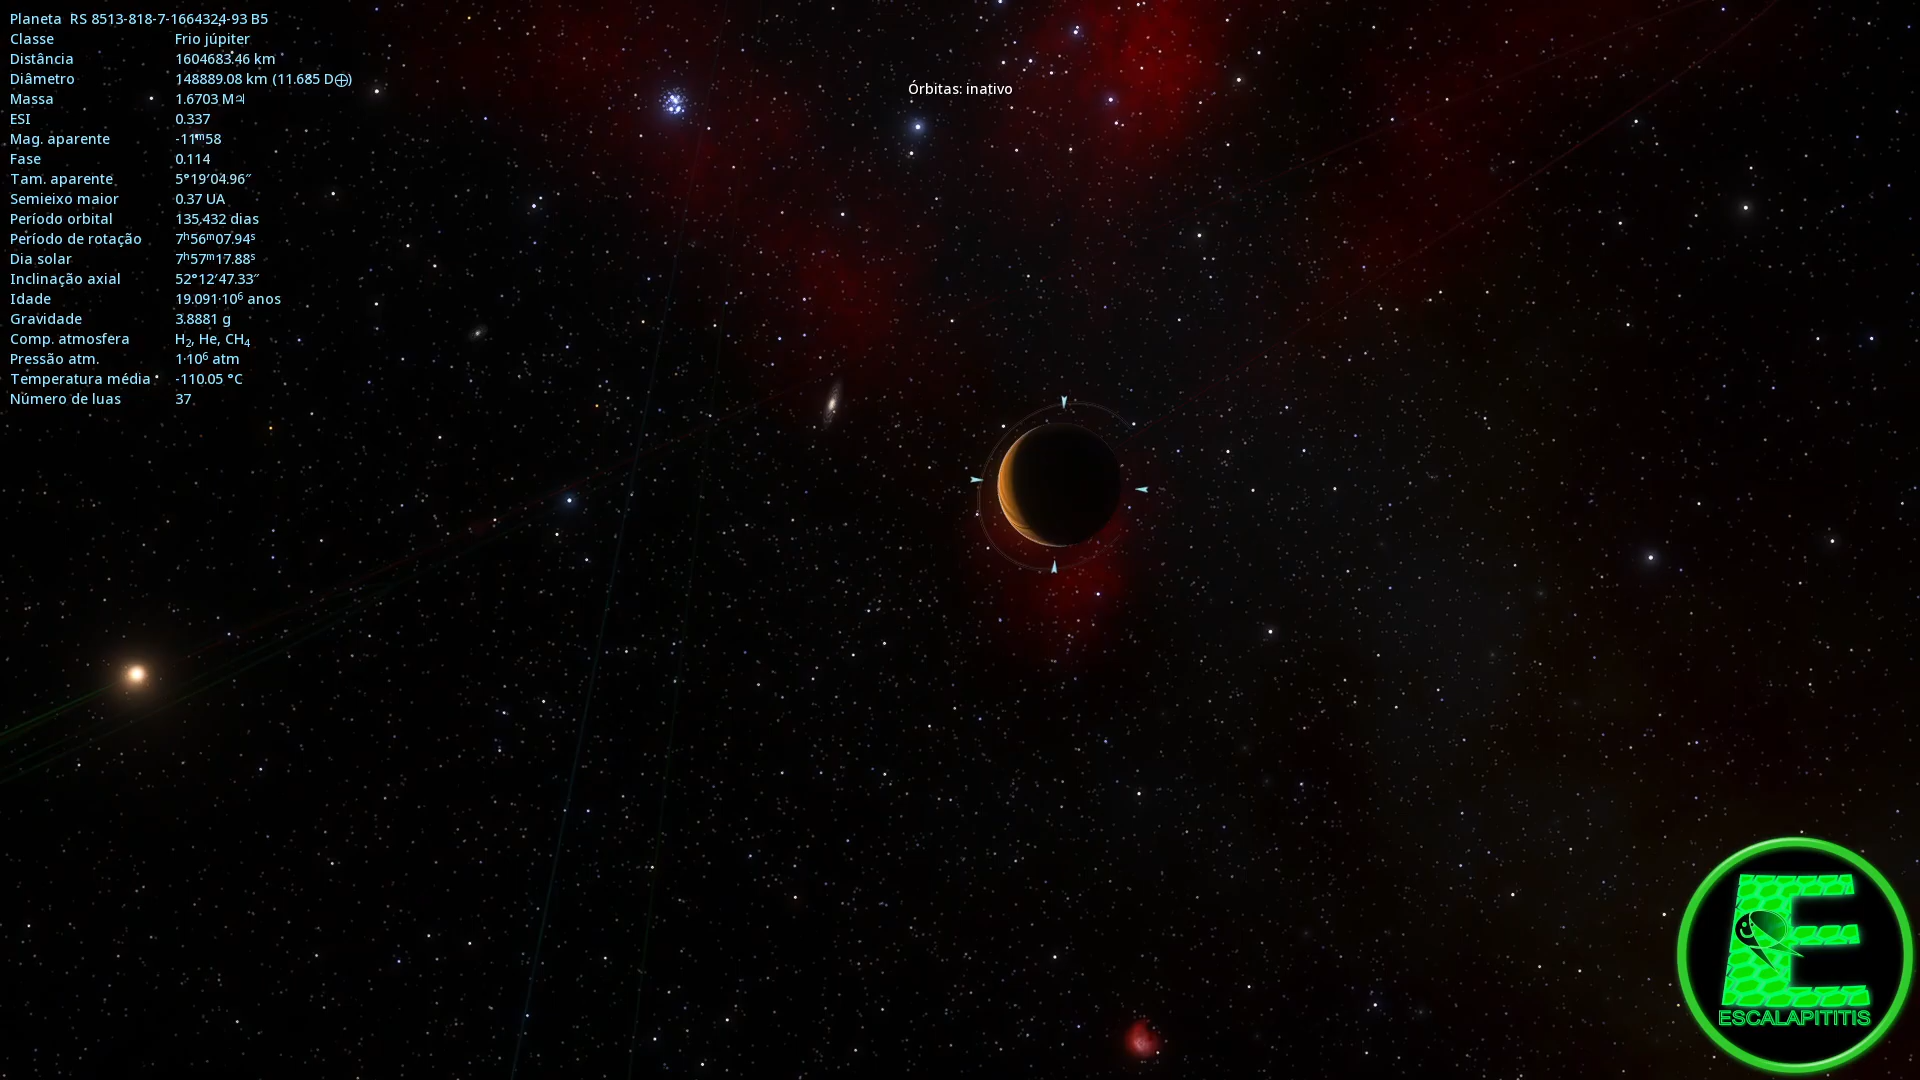 Planeta RS 8513-818-7-1664324-93 B5
Classe Frio júpiter
Distância 1604683.46 km
Diâmetro 148889.08 km (11.685 D⊕)
Massa 1.6703 M♃
ESI 0.337
Mag. aparente -11ᵐ58
Fase 0.114
Tam. aparente 5°19′04.96″
Semieixo maior 0.37 UA
Período orbital 135.432 dias
Período de rotação 7ʰ56ᵐ07.94ˢ
Dia solar 7ʰ57ᵐ17.88ˢ
Inclinação axial 52°12′47.33″
Idade 19.091·10⁶ anos
Gravidade 3.8881 g
Comp. atmosfera H₂, He, CH₄
Pressão atm. 1·10⁶ atm
Temperatura média -110.05 °C
Número de luas 37
Órbitas: inativo
E
ESCALAPITITIS